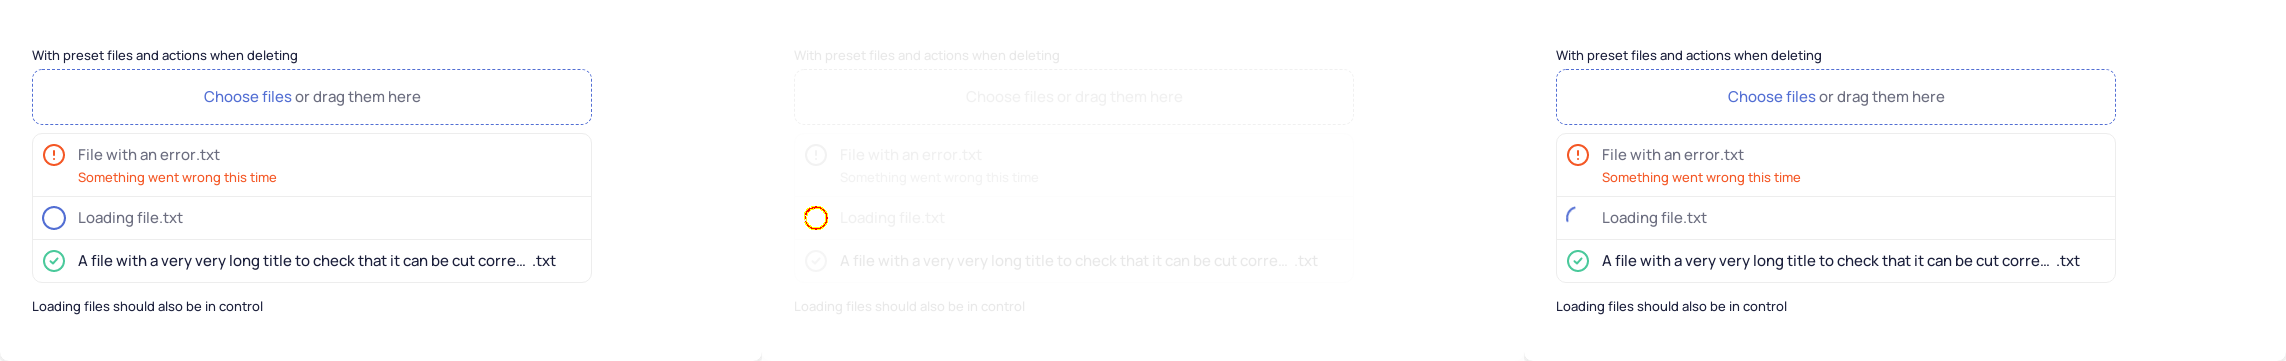 With preset files and actions when deleting
Choose files or drag them here
File with an error.txt
Something went wrong this time
Loading file.txt
A file with a very very long title to check that it can be cut corre... .txt
Loading files should also be in control
With preset files and actions when deleting
Choose files or drag them here
File with an error.txt
Something went wrong this time
Loading file.txt
A file with a very very long title to check that it can be cut corre... .txt
Loading files should also be in control
With preset files and actions when deleting
Choose files or drag them here
File with an error.txt
Something went wrong this time
Loading file.txt
A file with a very very long title to check that it can be cut corre... .txt
Loading files should also be in control